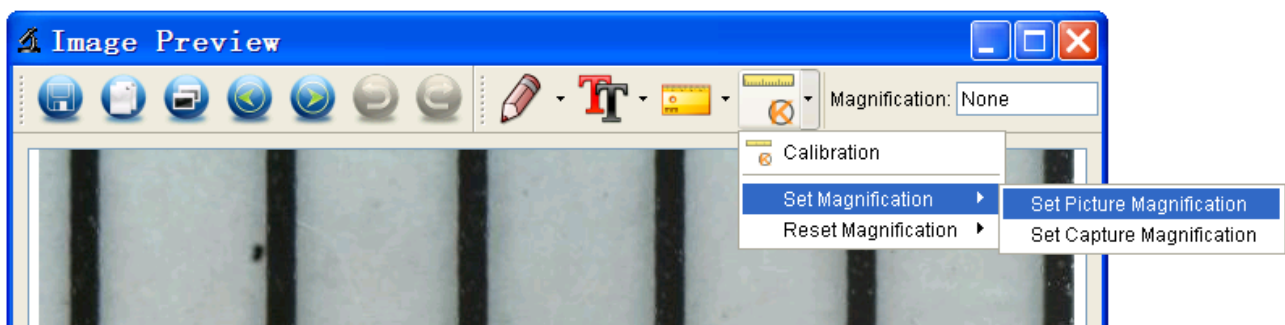 Image Preview
Magnification: None
Calibration
Set Magnification
Reset Magnification
Set Picture Magnification
Set Capture Magnification